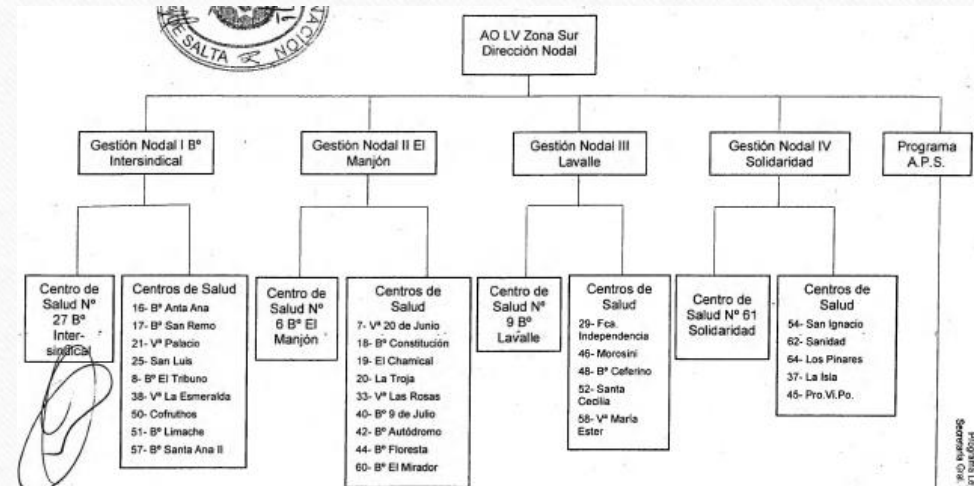 DE SALTA
NACIÓN
AO LV Zona Sur
Dirección Nodal
Gestión Nodal I Bº
Intersindical
Gestión Nodal II El
Manjón
Gestión Nodal III
Lavalle
Gestión Nodal IV
Solidaridad
Programa
A.P.S.
Centro de
Salud Nº
27 Bº
Inter-
sindical
Centros de Salud
16- Bº Anta Ana
17- Bº San Remo
21- Vª Palacio
25- San Luis
8- Bº El Tribuno
38- Vª La Esmeralda
50- Cofruthos
51- Bº Limache
57- Bº Santa Ana II
Centro de
Salud Nº
6 Bº El
Manjón
Centros de
Salud
7- Vª 20 de Junio
18- Bº Constitución
19- El Chamical
20- La Troja
33- Vª Las Rosas
40- Bº 9 de Julio
42- Bº Autódromo
44- Bº Floresta
60- Bº El Mirador
Centro de
Salud Nº
9 Bº
Lavalle
Centros de
Salud
29- Fca.
Independencia
46- Morosini
48- Bº Ceferino
52- Santa
Cecilia
58- Vª María
Ester
Centro de
Salud Nº 61
Solidaridad
Centros de
Salud
54- San Ignacio
62- Sanidad
64- Los Pinares
37- La Isla
45- Pro.Vi.Po.
Programa
Secretaría Gral.